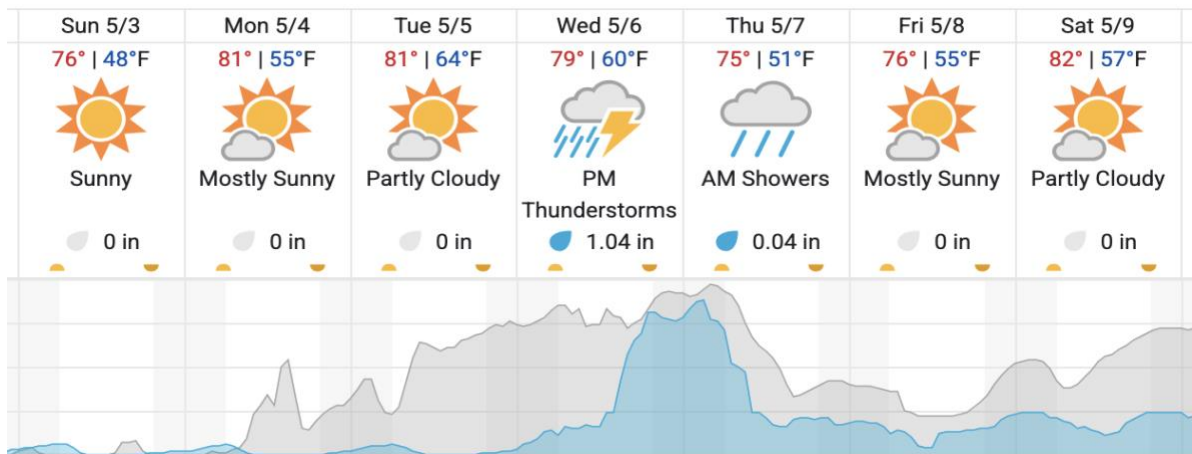 Sun 5/3
Mon 5/4
Tue 5/5
Wed 5/6
Thu 5/7
Fri 5/8
Sat 5/9
76° | 48°F
81° | 55°F
81° | 64°F
79° | 60°F
75° | 51°F
76° | 55°F
82° | 57°F
Sunny
Mostly Sunny
Partly Cloudy
PM
Thunderstorms
AM Showers
Mostly Sunny
Partly Cloudy
0 in
0 in
0 in
1.04 in
0.04 in
0 in
0 in